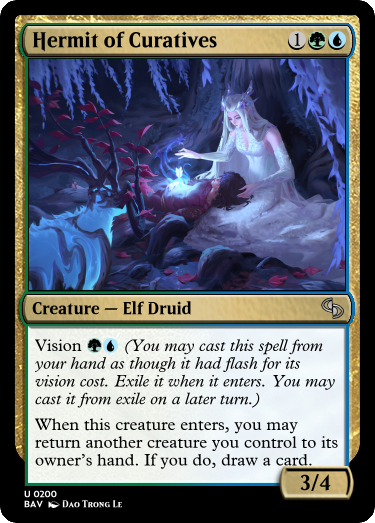 Hermit of Curatives 1
Creature — Elf Druid
Vision (You may cast this spell from
your hand as though it had flash for its
vision cost. Exile it when it enters. You may
cast it from exile on a later turn.)
When this creature enters, you may
return another creature you control to its
owner's hand. If you do, draw a card.
3/4
U 0200
BAV Dao Trong Le